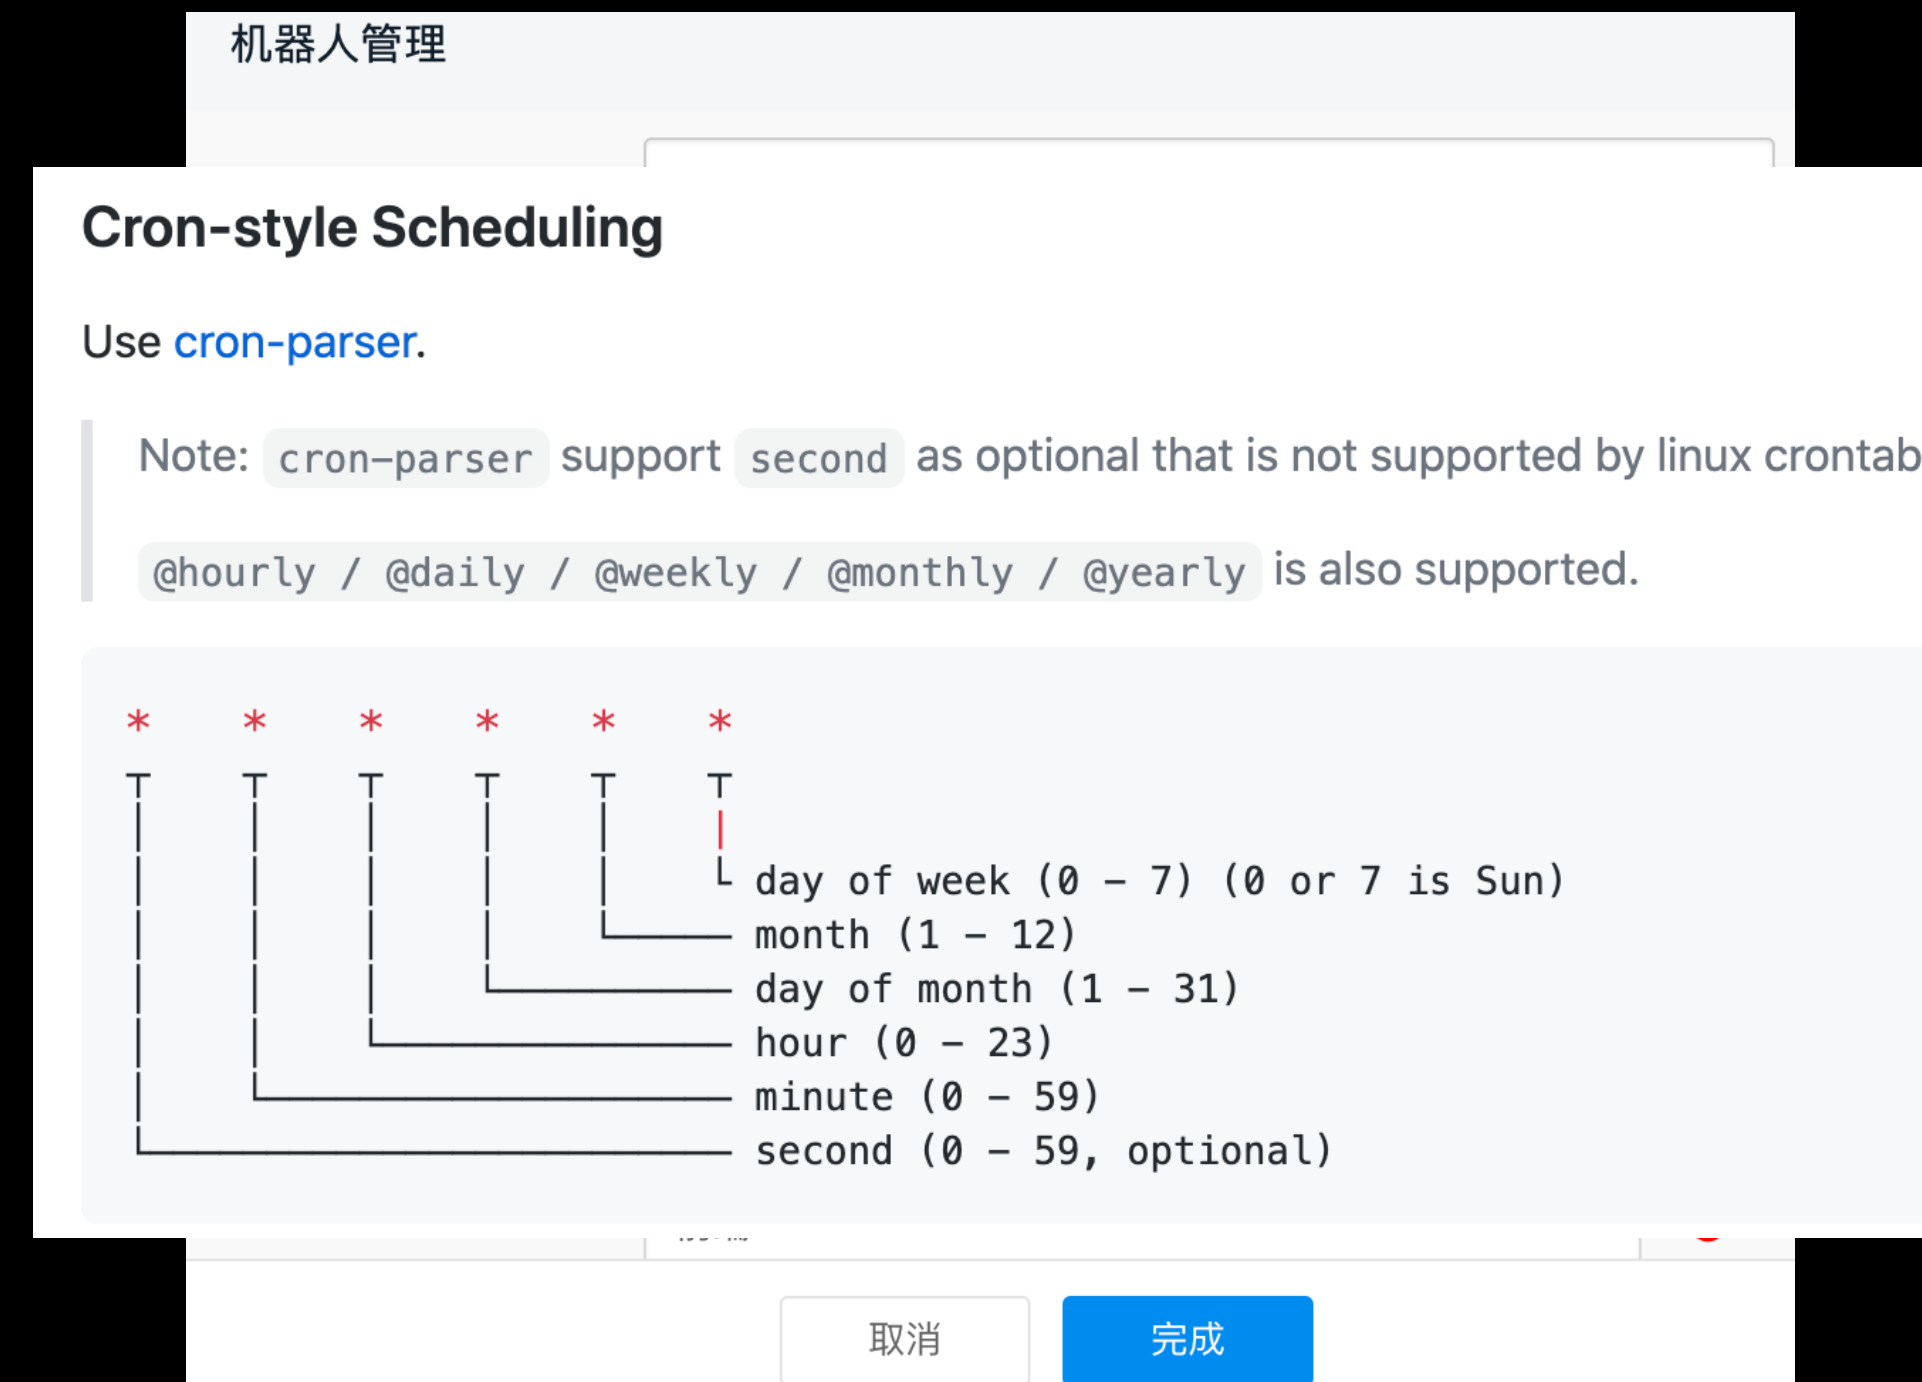 机器人管理
Cron-style Scheduling
Use cron-parser.
Note: cron-parser support second as optional that is not supported by linux crontab
@hourly / @daily / @weekly / @monthly / @yearly is also supported.
* * * * * *
day of week (0 - 7) (0 or 7 is Sun)
month (1 - 12)
day of month (1 - 31)
hour (0 - 23)
minute (0 - 59)
second (0 - 59, optional)
取消 完成